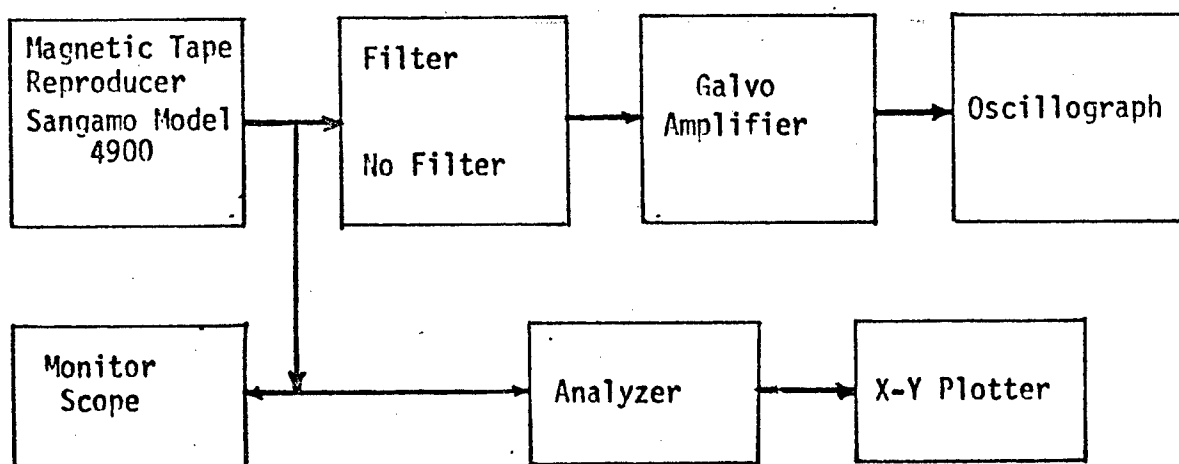 Magnetic Tape
Reproducer
Sangamo Model
4900
Filter
No Filter
Galvo
Amplifier
Oscillograph
Monitor
Scope
Analyzer
X-Y Plotter